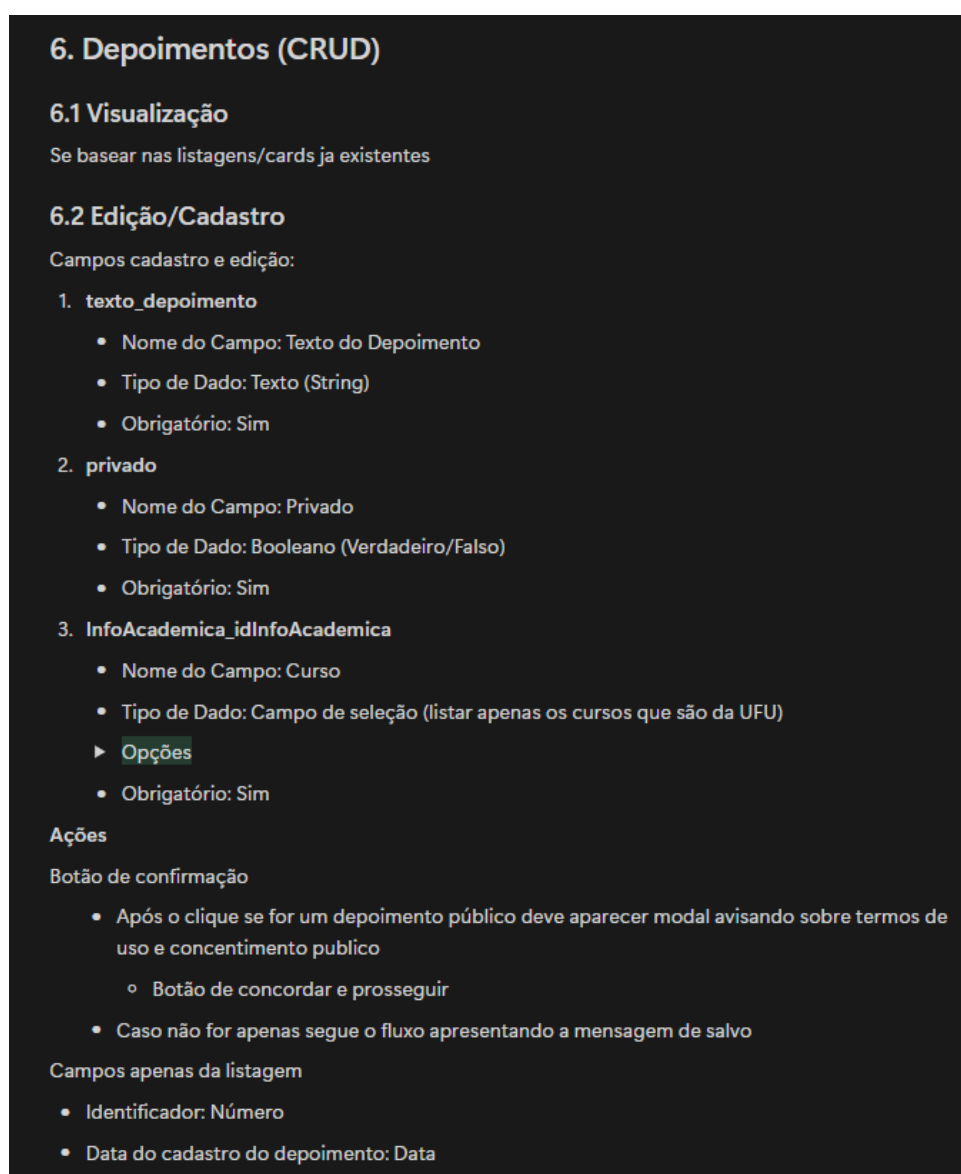 6. Depoimentos (CRUD)
6.1 Visualização
Se basear nas listagens/cards ja existentes
6.2 Edição/Cadastro
Campos cadastro e edição:
1. texto_depoimento
• Nome do Campo: Texto do Depoimento
• Tipo de Dado: Texto (String)
• Obrigatório: Sim
2. privado
• Nome do Campo: Privado
• Tipo de Dado: Booleano (Verdadeiro/Falso)
• Obrigatório: Sim
3. InfoAcademica_idInfoAcademica
• Nome do Campo: Curso
• Tipo de Dado: Campo de seleção (listar apenas os cursos que são da UFU)
▶ Opções
• Obrigatório: Sim
Ações
Botão de confirmação
• Após o clique se for um depoimento público deve aparecer modal avisando sobre termos de
uso e concentimento publico
◦ Botão de concordar e prosseguir
• Caso não for apenas segue o fluxo apresentando a mensagem de salvo
Campos apenas da listagem
• Identificador: Número
• Data do cadastro do depoimento: Data